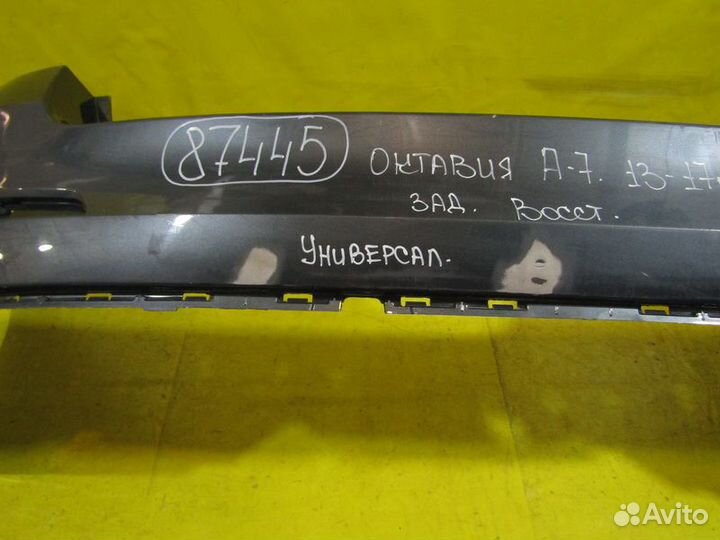 87445 ОКТАВИЯ А-7. 13-17
ЗАД. ВОССТ.
УНИВЕРСАЛ.
Avito